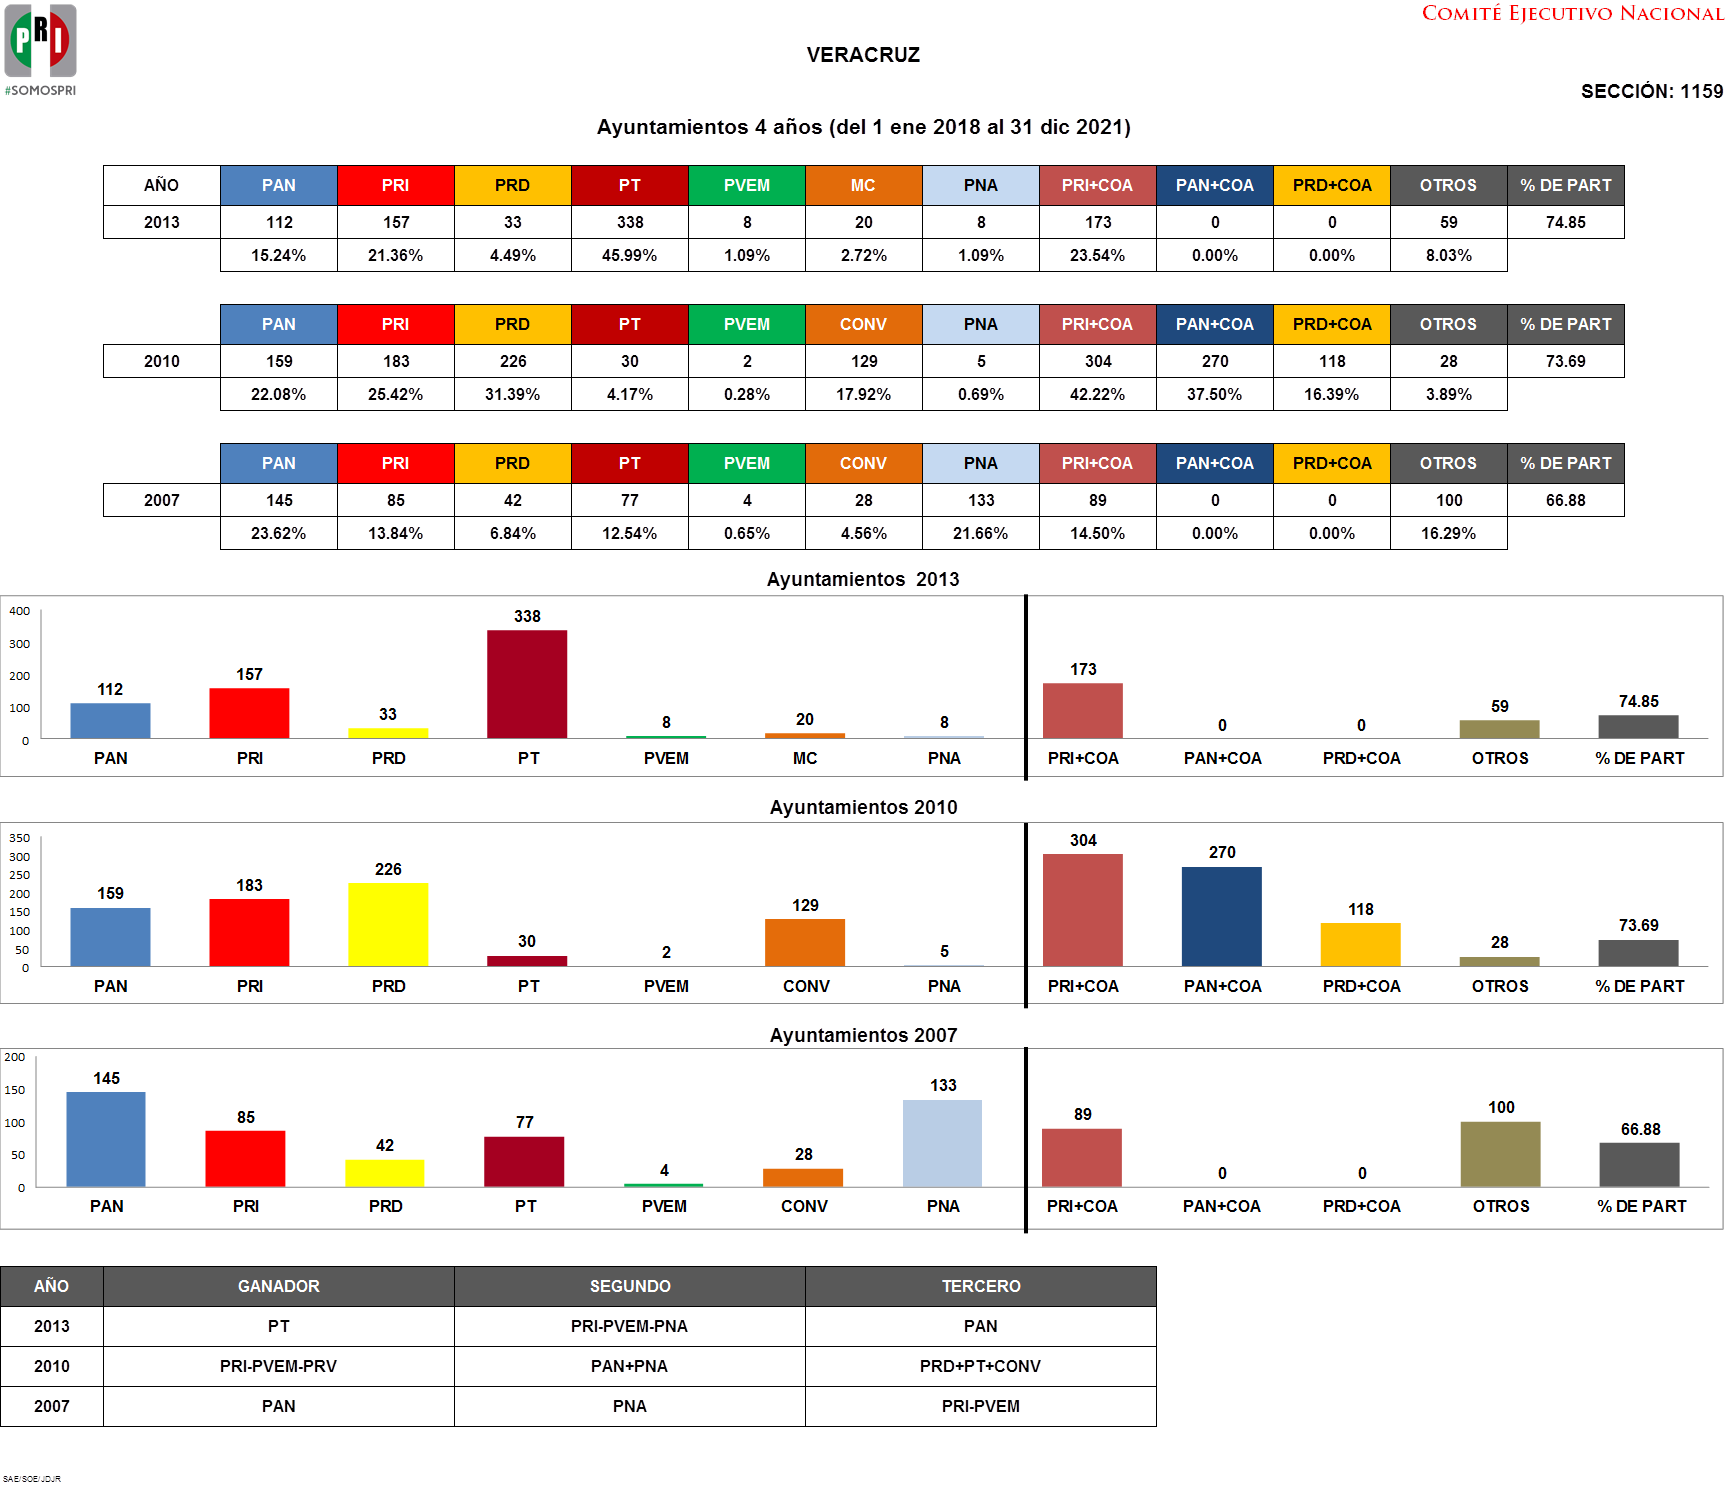 PRI
#SOMOSPRI
COMITÉ EJECUTIVO NACIONAL
VERACRUZ
SECCIÓN: 1159
Ayuntamientos 4 años (del 1 ene 2018 al 31 dic 2021)
AÑO PAN PRI PRD PT PVEM MC PNA PRI+COA PAN+COA PRD+COA OTROS % DE PART
2013 112 157 33 338 8 20 8 173 0 0 59 74.85
15.24% 21.36% 4.49% 45.99% 1.09% 2.72% 1.09% 23.54% 0.00% 0.00% 8.03%
PAN PRI PRD PT PVEM CONV PNA PRI+COA PAN+COA PRD+COA OTROS % DE PART
2010 159 183 226 30 2 129 5 304 270 118 28 73.69
22.08% 25.42% 31.39% 4.17% 0.28% 17.92% 0.69% 42.22% 37.50% 16.39% 3.89%
PAN PRI PRD PT PVEM CONV PNA PRI+COA PAN+COA PRD+COA OTROS % DE PART
2007 145 85 42 77 4 28 133 89 0 0 100 66.88
23.62% 13.84% 6.84% 12.54% 0.65% 4.56% 21.66% 14.50% 0.00% 0.00% 16.29%
Ayuntamientos 2013
400
300
200
100
0
112 157 33 338 8 20 8 173 0 0 59 74.85
PAN PRI PRD PT PVEM MC PNA PRI+COA PAN+COA PRD+COA OTROS % DE PART
Ayuntamientos 2010
350
300
250
200
150
100
50
0
159 183 226 30 2 129 5 304 270 118 28 73.69
PAN PRI PRD PT PVEM CONV PNA PRI+COA PAN+COA PRD+COA OTROS % DE PART
Ayuntamientos 2007
200
150
100
50
0
145 85 42 77 4 28 133 89 0 0 100 66.88
PAN PRI PRD PT PVEM CONV PNA PRI+COA PAN+COA PRD+COA OTROS % DE PART
AÑO GANADOR SEGUNDO TERCERO
2013 PT PRI-PVEM-PNA PAN
2010 PRI-PVEM-PRV PAN+PNA PRD+PT+CONV
2007 PAN PNA PRI-PVEM
SAE/SOE/JDJR